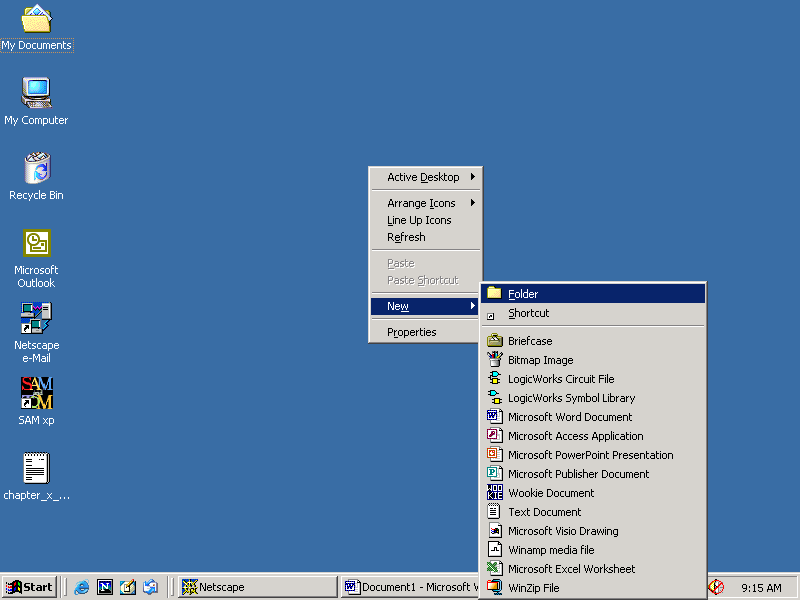 My Documents
My Computer
Recycle Bin
Microsoft
Outlook
Netscape
e-Mail
SAM
SAM xp
chapter_x_...
Active Desktop
Arrange Icons
Line Up Icons
Refresh
Paste
Paste Shortcut
New
Properties
Folder
Shortcut
Briefcase
Bitmap Image
LogicWorks Circuit File
LogicWorks Symbol Library
Microsoft Word Document
Microsoft Access Application
Microsoft PowerPoint Presentation
Microsoft Publisher Document
Wookie Document
Text Document
Microsoft Visio Drawing
Winamp media file
Microsoft Excel Worksheet
WinZip File
Start
Netscape
Document1 - Microsoft
9:15 AM